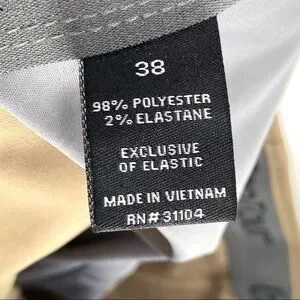 38
98% POLYESTER
2% ELASTANE
EXCLUSIVE
OF ELASTIC
MADE IN VIETNAM
RN# 31104